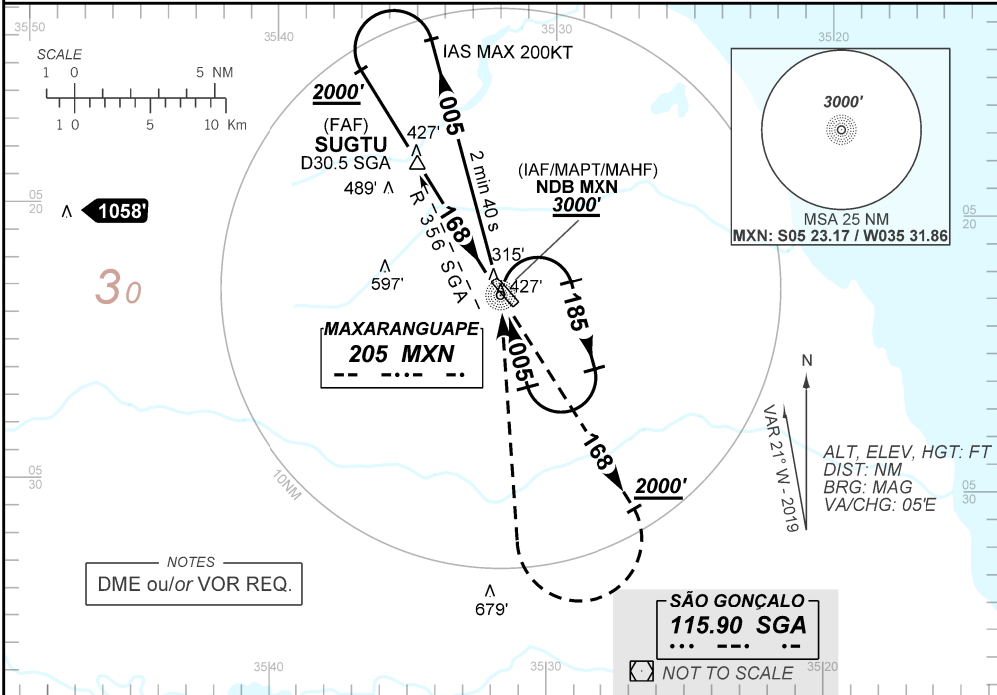 35 50
35 40
35 30
35 20
SCALE
1 0 5 NM
1 0 5 10 Km
IAS MAX 200KT
2000'
005
2 min 40 s
(FAF)
SUGTU
D30.5 SGA
427'
489'
168
R 356 SGA
(IAF/MAPT/MAHF)
NDB MXN
3000'
3000'
MSA 25 NM
MXN: S05 23.17 / W035 31.86
05
20
05
20
1058'
30
597'
315'
427'
185
005
MAXARANGUAPE
205 MXN
168
2000'
10NM
N
VAR 21° W - 2019
ALT, ELEV, HGT: FT
DIST: NM
BRG: MAG
VA/CHG: 05'E
05
30
05
30
NOTES
DME ou/or VOR REQ.
679'
SÃO GONÇALO
115.90 SGA
NOT TO SCALE
35 40
35 30
35 20